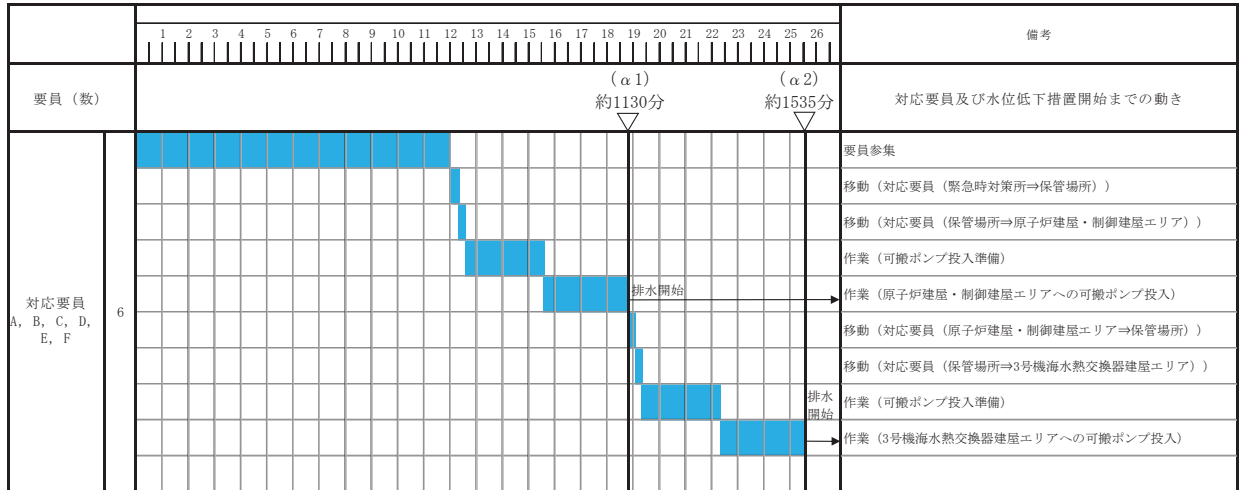 1 2 3 4 5 6 7 8 9 10 11 12 13 14 15 16 17 18 19 20 21 22 23 24 25 26
備考
要員（数）
（α1）
約1130分
（α2）
約1535分
対応要員及び水位低下措置開始までの動き
対応要員
A, B, C, D,
E, F
6
要員参集
移動（対応要員（緊急時対策所⇒保管場所））
移動（対応要員（保管場所⇒原子炉建屋・制御建屋エリア））
作業（可搬ポンプ投入準備）
排水開始
作業（原子炉建屋・制御建屋エリアへの可搬ポンプ投入）
移動（対応要員（原子炉建屋・制御建屋エリア⇒保管場所））
移動（対応要員（保管場所⇒3号機海水熱交換器建屋エリア）
排水
開始
作業（可搬ポンプ投入準備）
作業（3号機海水熱交換器建屋エリアへの可搬ポンプ投入）